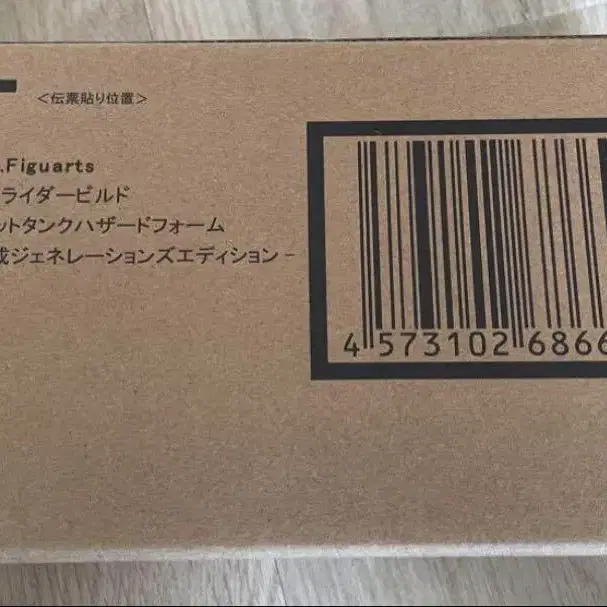 <伝票貼り位置>
.Figuarts
ライダービルド
ットタンクハザードフォーム
成ジェネレーションズエディション-
4 573102 6866